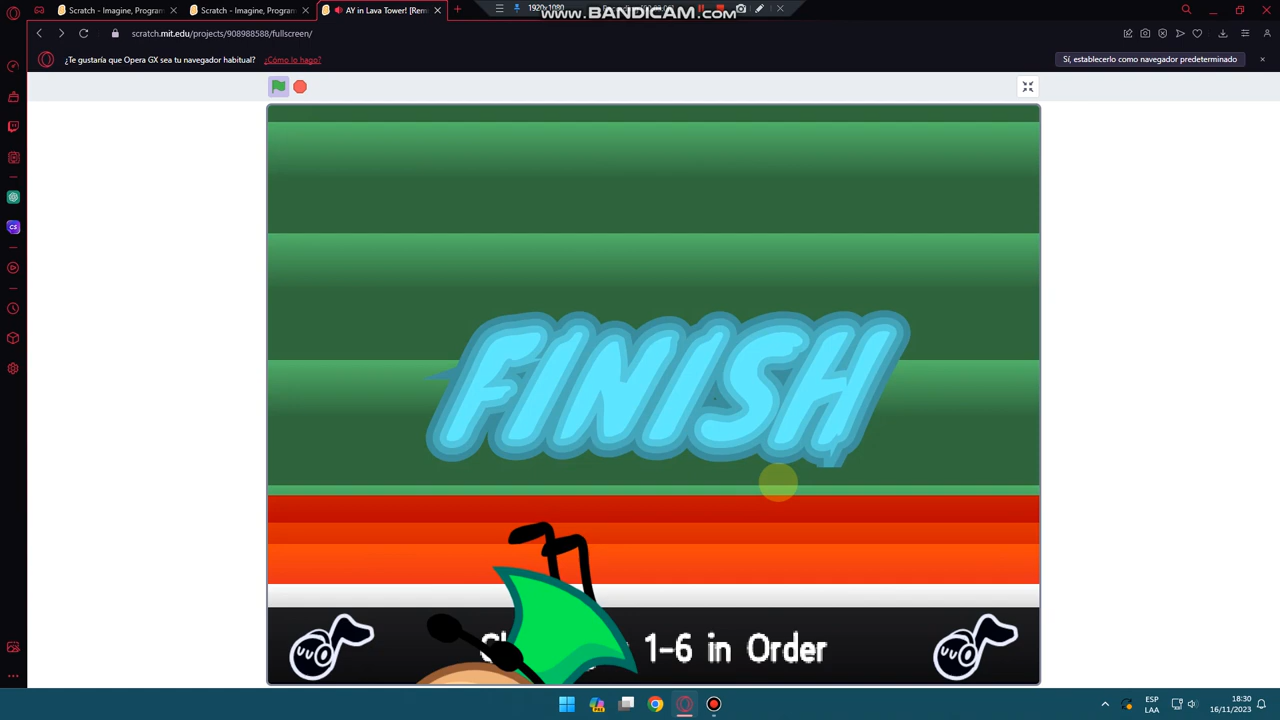 Scratch - Imagine, Program
Scratch - Imagine, Program
AY in Lava Tower! [Rem
1920x1080
www.BANDICAM.com
scratch.mit.edu/projects/908988588/fullscreen/
¿Te gustaría que Opera GX sea tu navegador habitual? ¿Cómo lo hago?
Sí, establecerlo como navegador predeterminado
FINISH
1-6 in Order
ESP
LAA
18:30
16/11/2023